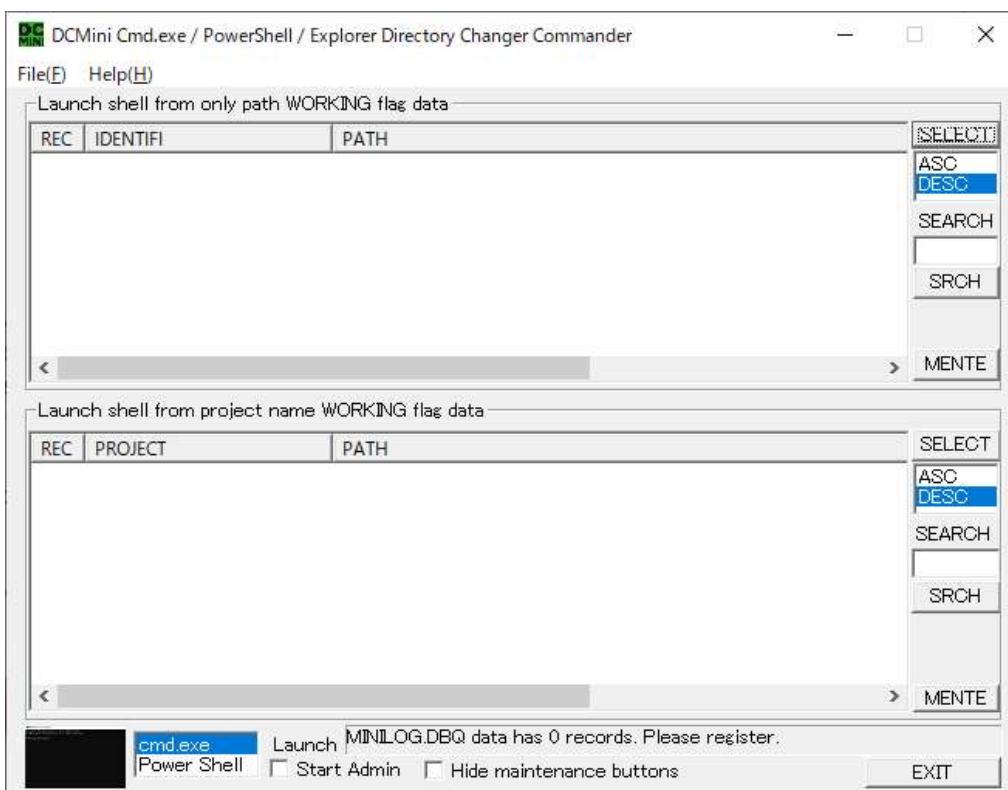 DC
MINI
DCMini Cmd.exe / PowerShell / Explorer Directory Changer Commander
File(F) Help(H)
Launch shell from only path WORKING flag data
REC IDENTIFI PATH
SELECT
ASC
DESC
SEARCH
SRCH
MENTE
Launch shell from project name WORKING flag data
REC PROJECT PATH
SELECT
ASC
DESC
SEARCH
SRCH
MENTE
cmd.exe
Power Shell
Launch
MINILOG.DBQ data has 0 records. Please register.
Start Admin
Hide maintenance buttons
EXIT